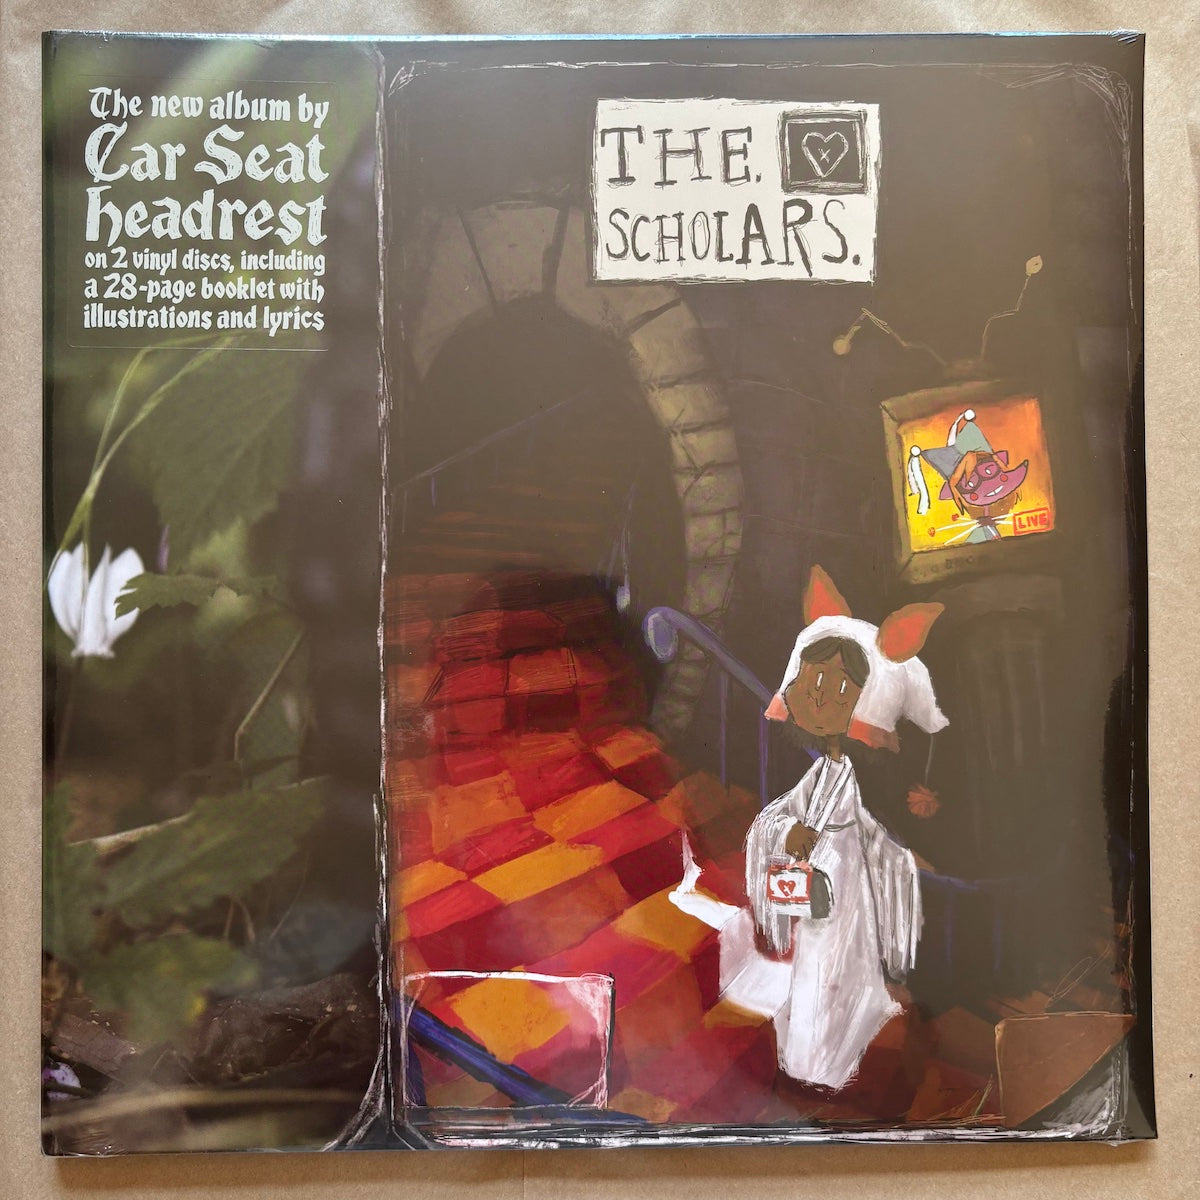 The new album by
Car Seat
headrest
on 2 vinyl discs, including
a 28-page booklet with
illustrations and lyrics
THE.
SCHOLARS.
LIVE